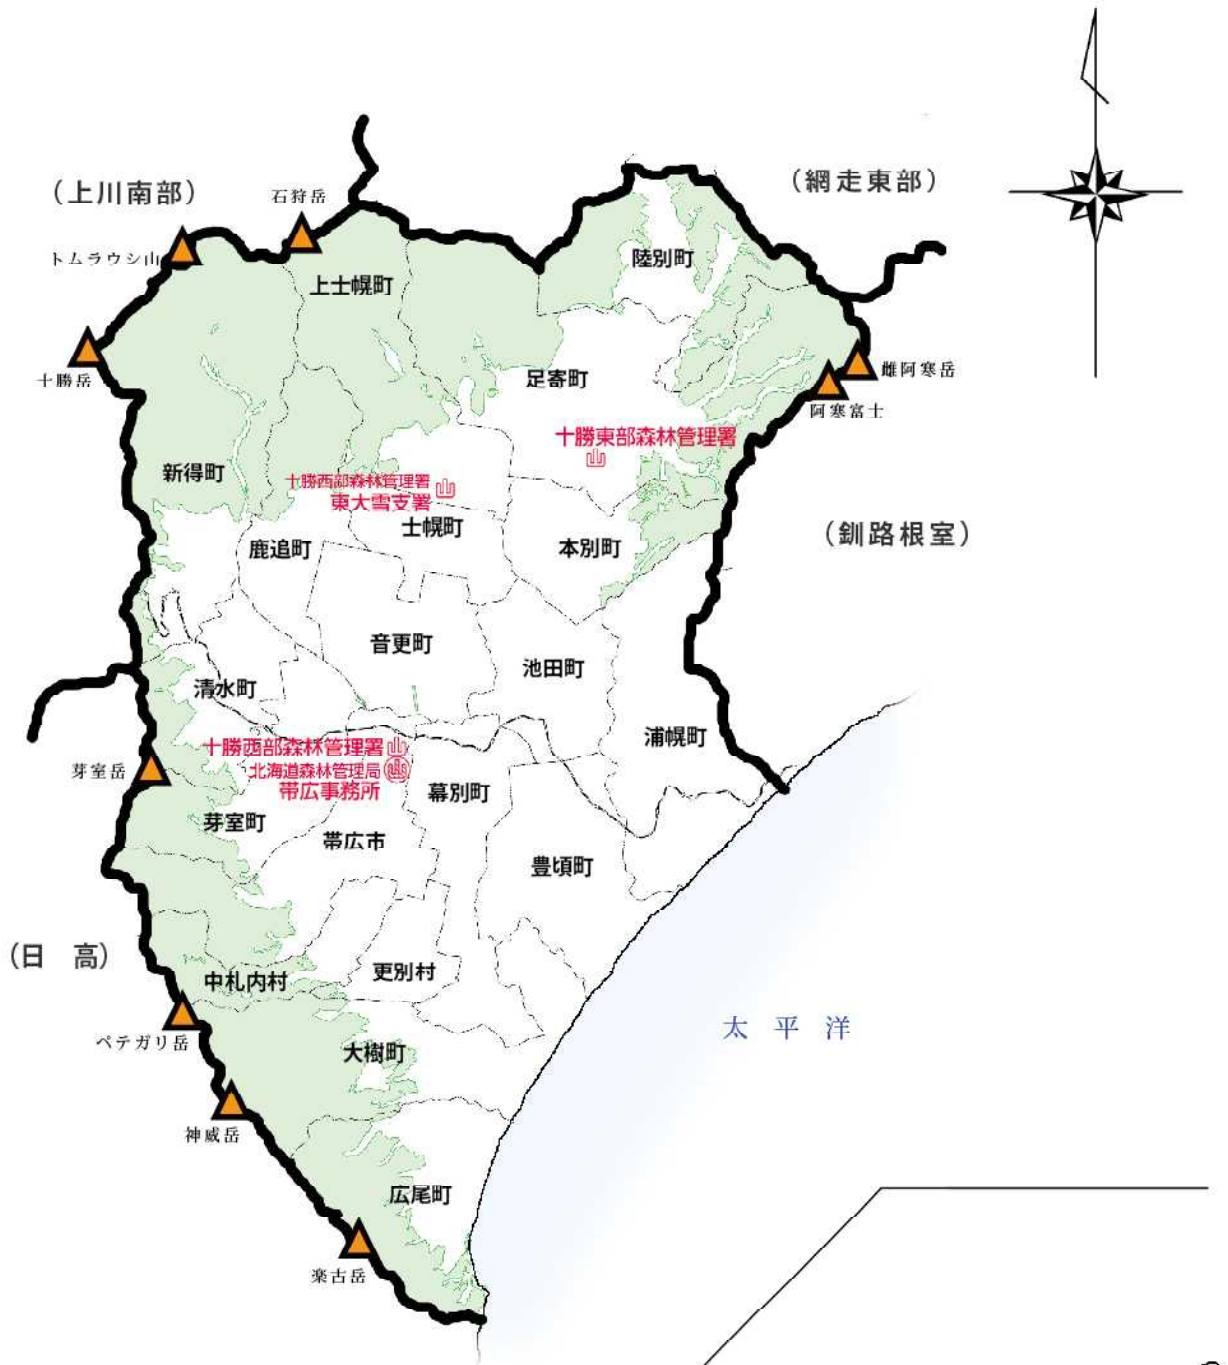 （上川南部）
石狩岳
（網走東部）
トムラウシ山
上士幌町
陸別町
十勝岳
足寄町
雌阿寒岳
阿寒富士
十勝東部森林管理署
新得町
十勝西部森林管理署
東大雪支署
士幌町
鹿追町
本別町
（釧路根室）
音更町
池田町
清水町
浦幌町
十勝西部森林管理署
北海道森林管理局
帯広事務所
芽室岳
幕別町
芽室町
帯広市
豊頃町
（日　高）
中札内村
更別村
ペテガリ岳
太　平　洋
大樹町
神威岳
広尾町
楽古岳